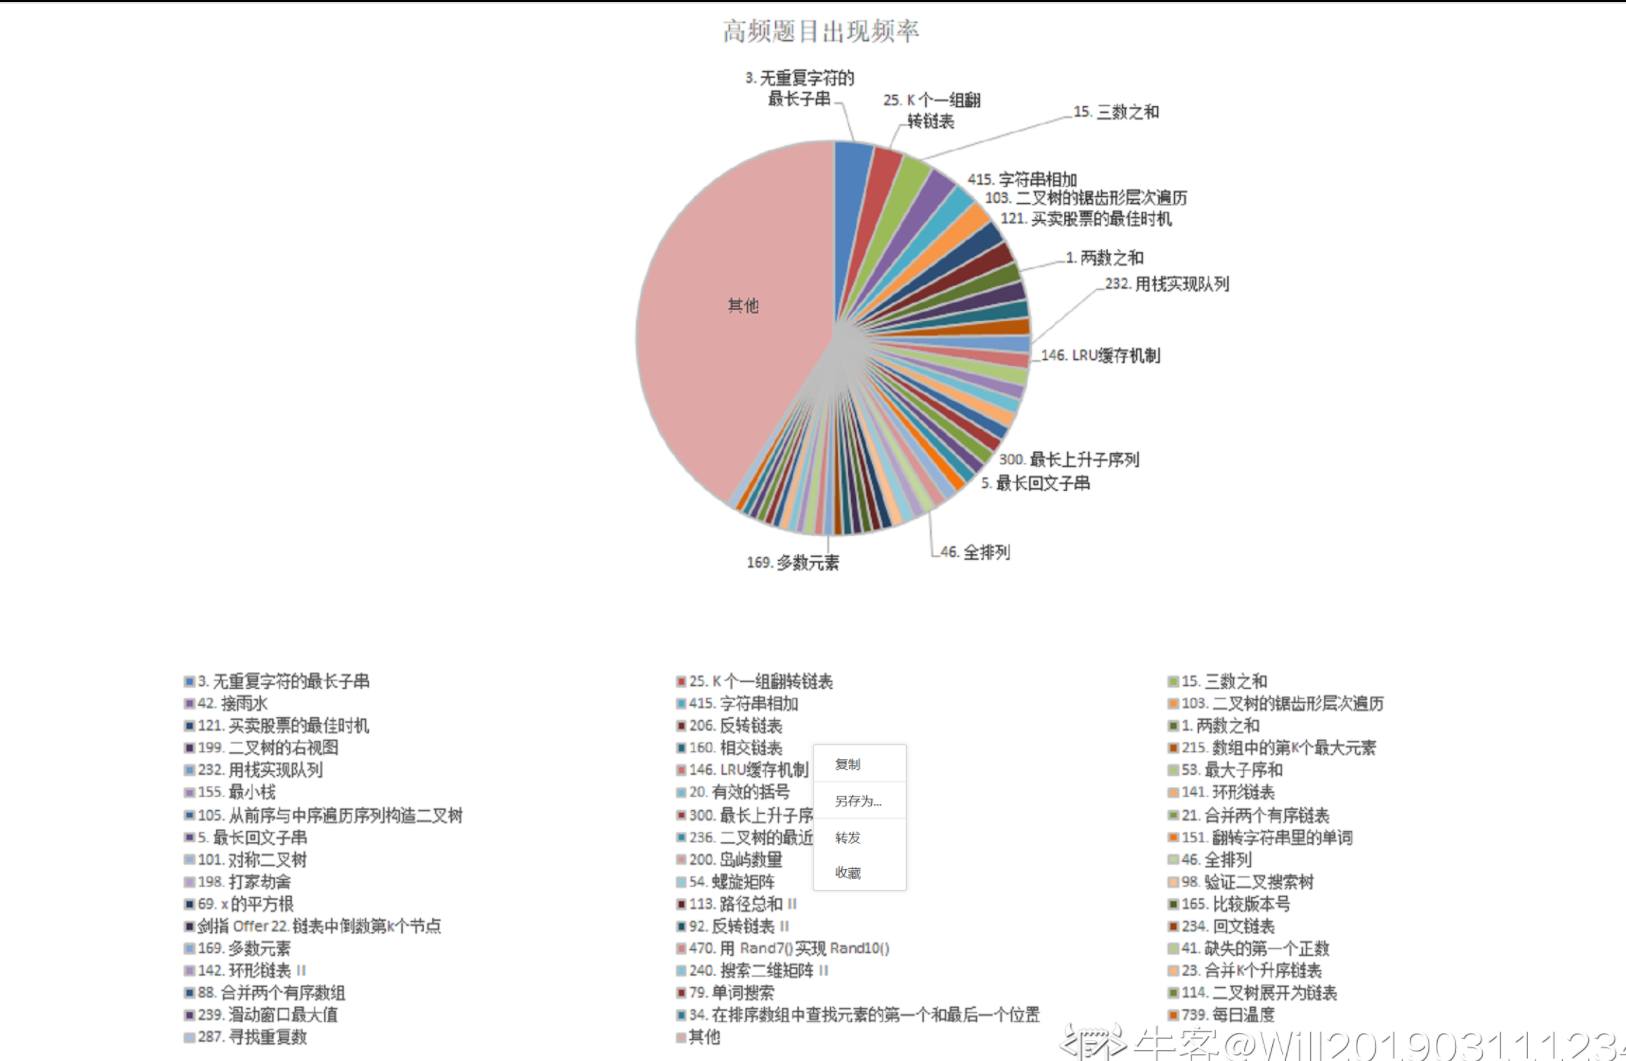 高频题目出现频率
3. 无重复字符的
最长子串
25. K 个一组翻
转链表
15. 三数之和
415. 字符串相加
103. 二叉树的锯齿形层次遍历
121. 买卖股票的最佳时机
1. 两数之和
232. 用栈实现队列
其他
146. LRU缓存机制
300. 最长上升子序列
5. 最长回文子串
46. 全排列
169. 多数元素
3. 无重复字符的最长子串
25. K 个一组翻转链表
15. 三数之和
42. 接雨水
415. 字符串相加
103. 二叉树的锯齿形层次遍历
121. 买卖股票的最佳时机
206. 反转链表
1. 两数之和
199. 二叉树的右视图
160. 相交链表
215. 数组中的第K个最大元素
232. 用栈实现队列
146. LRU缓存机制
53. 最大子序和
155. 最小栈
20. 有效的括号
141. 环形链表
105. 从前序与中序遍历序列构造二叉树
300. 最长上升子序
21. 合并两个有序链表
5. 最长回文子串
236. 二叉树的最近
151. 翻转字符串里的单词
101. 对称二叉树
200. 岛屿数量
46. 全排列
198. 打家劫舍
54. 螺旋矩阵
98. 验证二叉搜索树
69. x 的平方根
113. 路径总和 II
165. 比较版本号
剑指 Offer 22. 链表中倒数第k个节点
92. 反转链表 II
234. 回文链表
169. 多数元素
470. 用 Rand7() 实现 Rand10()
41. 缺失的第一个正数
142. 环形链表 II
240. 搜索二维矩阵 II
23. 合并K个升序链表
88. 合并两个有序数组
79. 单词搜索
114. 二叉树展开为链表
239. 滑动窗口最大值
34. 在排序数组中查找元素的第一个和最后一个位置
739. 每日温度
287. 寻找重复数
其他
复制
另存为...
转发
收藏
牛客@Will201903111234